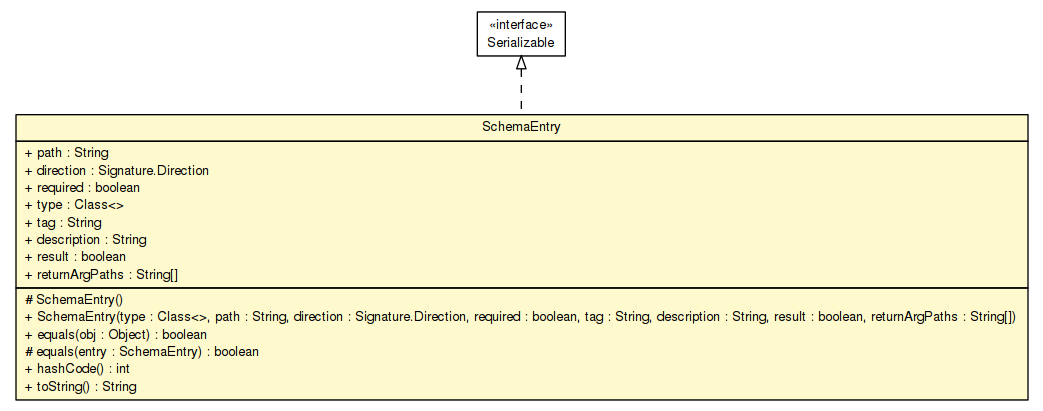 «interface»
Serializable
SchemaEntry
+ path : String
+ direction : Signature.Direction
+ required : boolean
+ type : Class<>
+ tag : String
+ description : String
+ result : boolean
+ returnArgPaths : String[]
# SchemaEntry()
+ SchemaEntry(type : Class<>, path : String, direction : Signature.Direction, required : boolean, tag : String, description : String, result : boolean, returnArgPaths : String[])
+ equals(obj : Object) : boolean
# equals(entry : SchemaEntry) : boolean
+ hashCode() : int
+ toString() : String